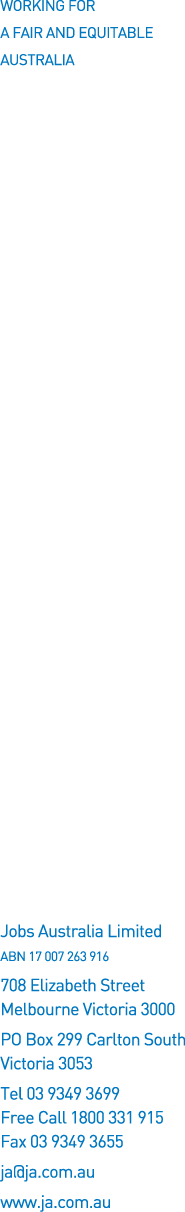 WORKING FOR
A FAIR AND EQUITABLE
AUSTRALIA
Jobs Australia Limited
ABN 17 007 263 916
708 Elizabeth Street
Melbourne Victoria 3000
PO Box 299 Carlton South
Victoria 3053
Tel 03 9349 3699
Free Call 1800 331 915
Fax 03 9349 3655
ja@ja.com.au
www.ja.com.au